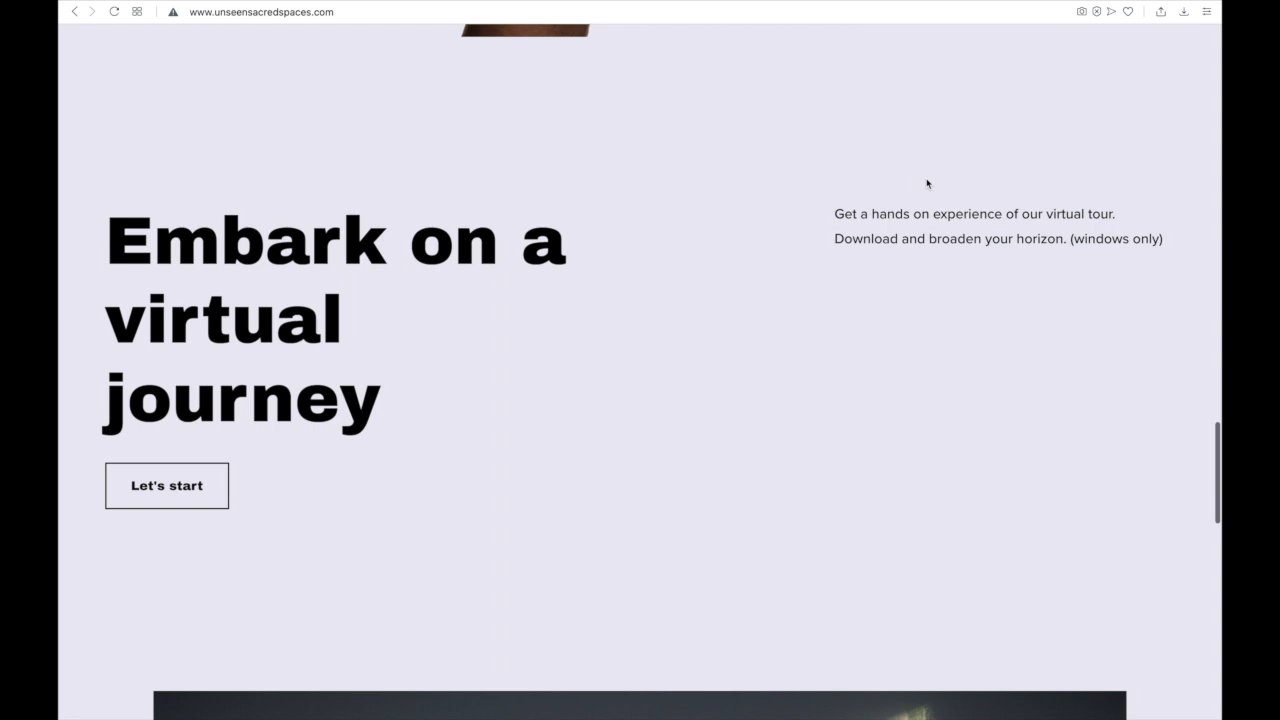 www.unseensacredspaces.com
Embark on a
virtual
journey
Let's start
Get a hands on experience of our virtual tour.
Download and broaden your horizon. (windows only)